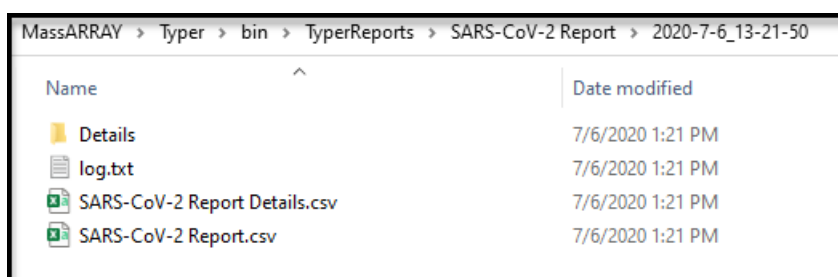 MassARRAY > Typer > bin > TyperReports > SARS-CoV-2 Report > 2020-7-6_13-21-50
Name Date modified
Details 7/6/2020 1:21 PM
log.txt 7/6/2020 1:21 PM
SARS-CoV-2 Report Details.csv 7/6/2020 1:21 PM
SARS-CoV-2 Report.csv 7/6/2020 1:21 PM